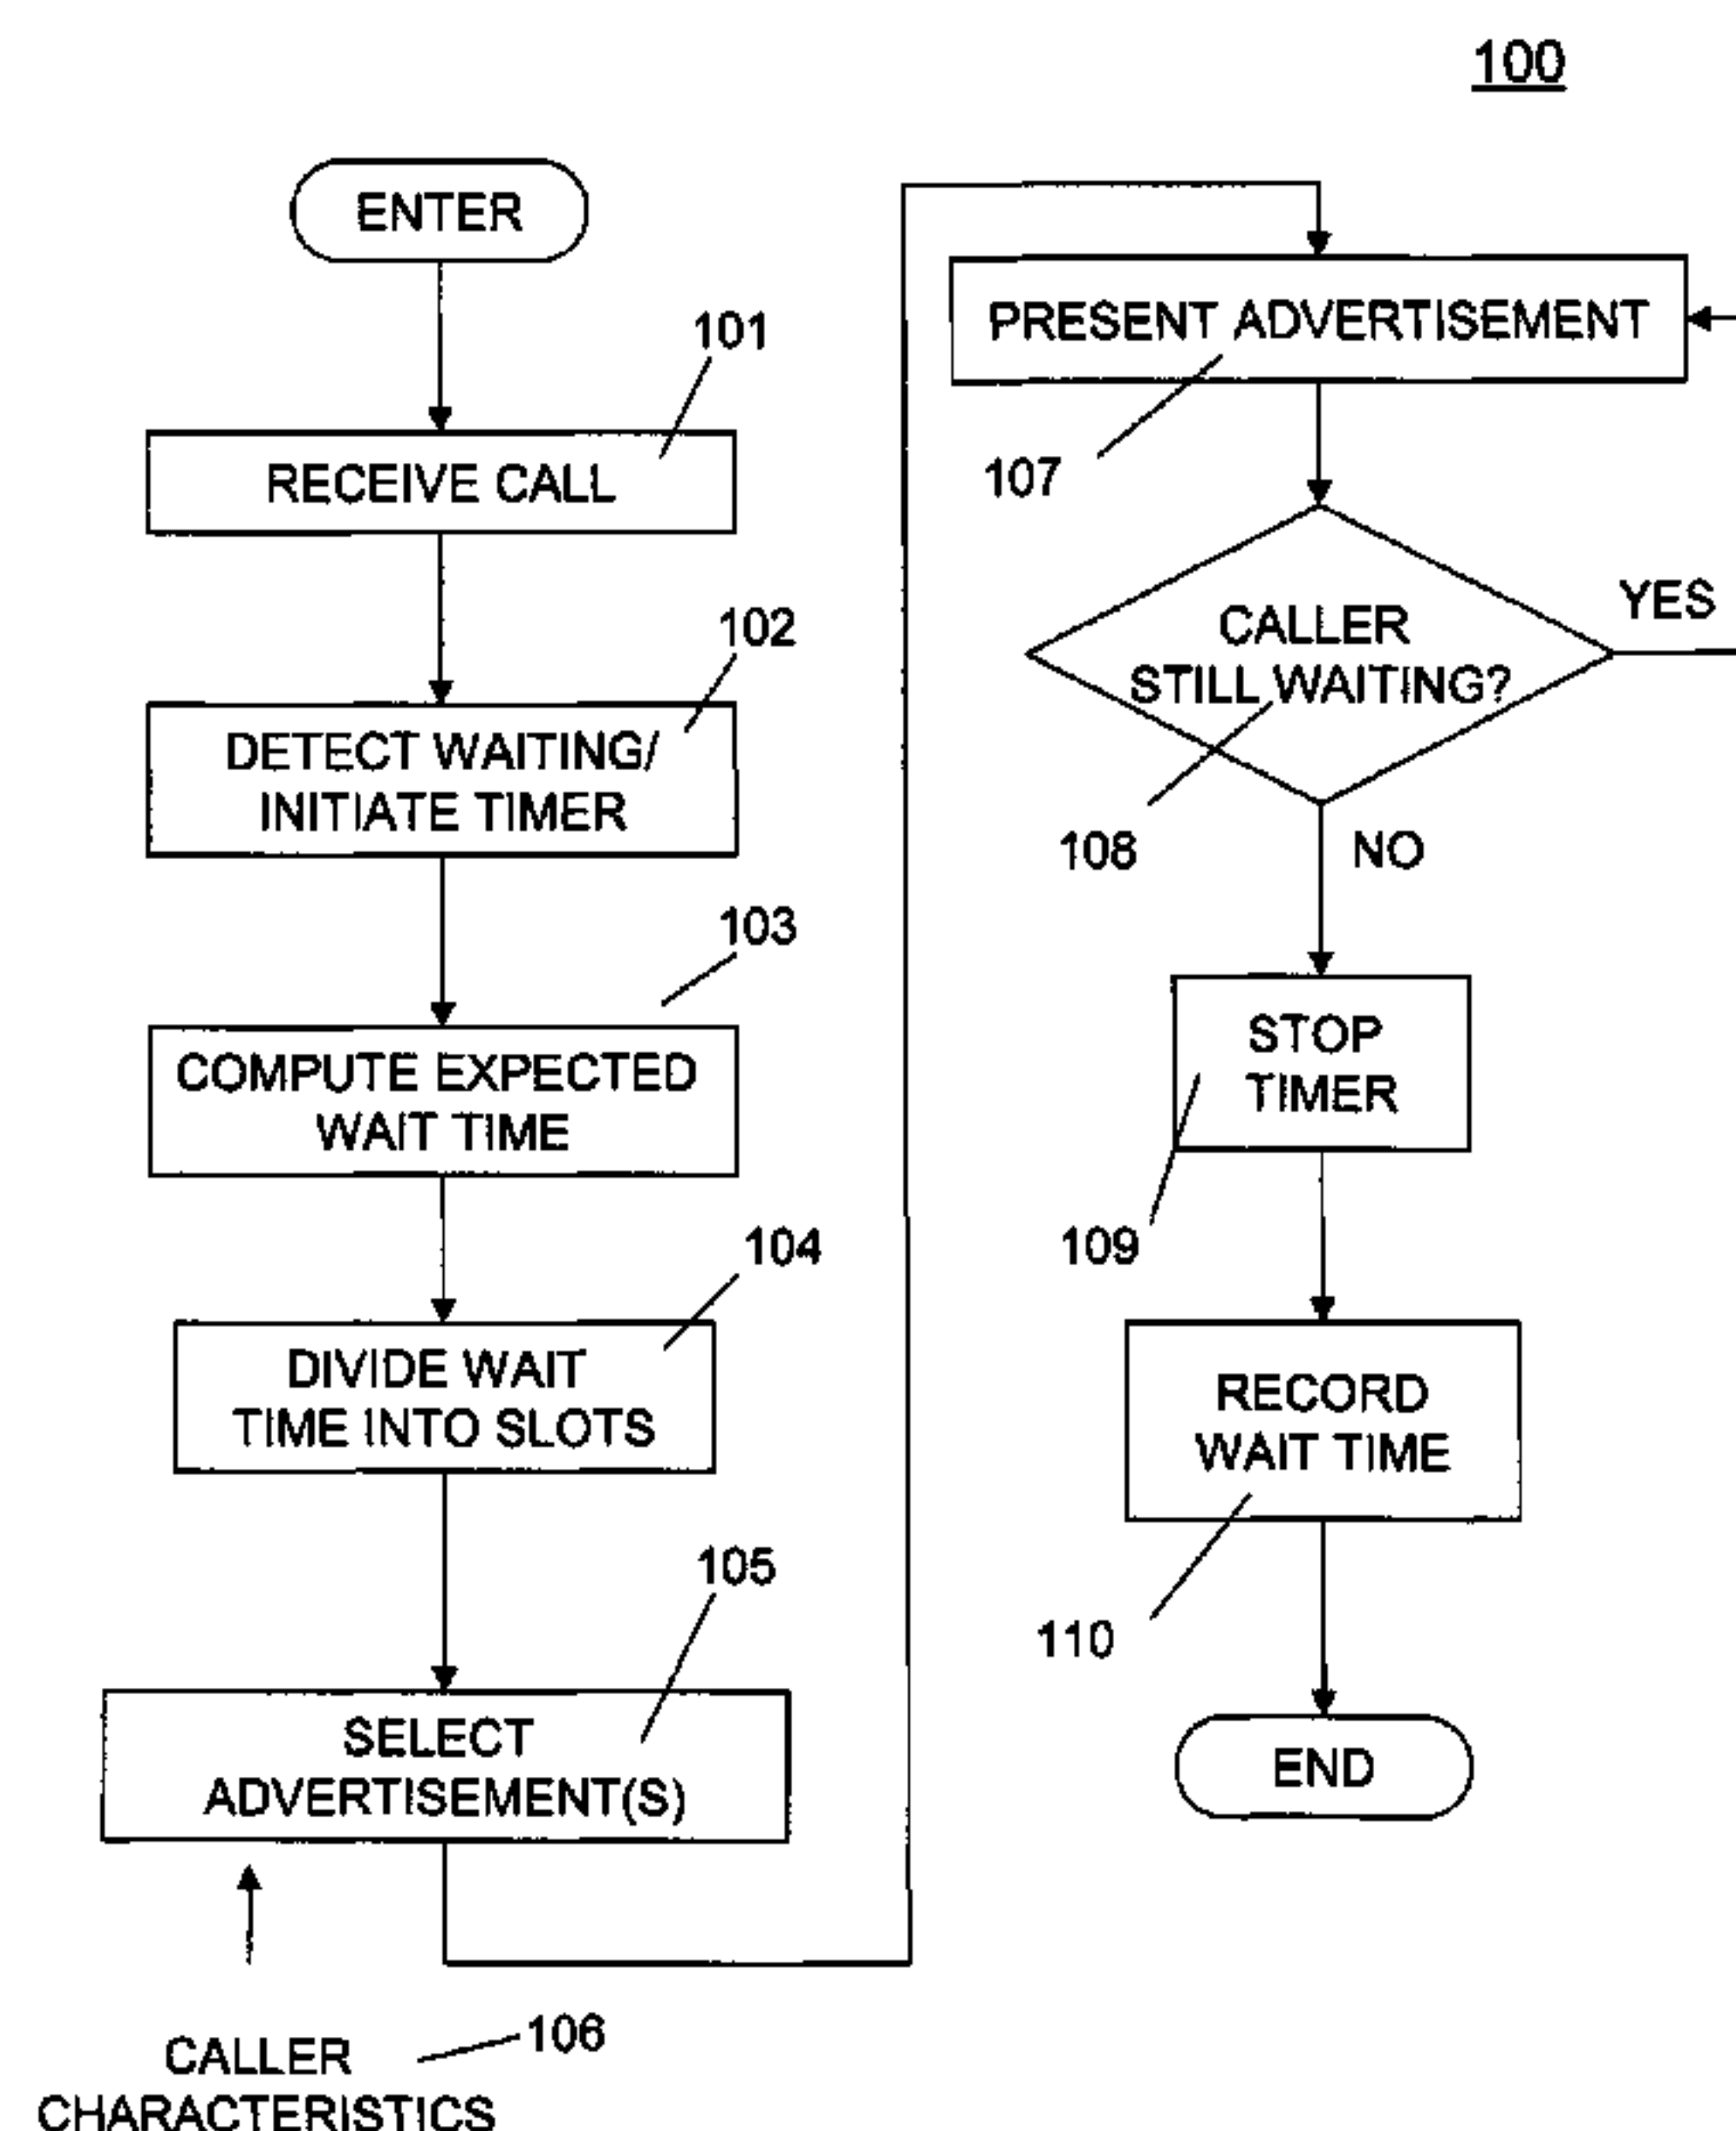 100
ENTER
101
RECEIVE CALL
102
DETECT WAITING/
INITIATE TIMER
103
COMPUTE EXPECTED
WAIT TIME
104
DIVIDE WAIT
TIME INTO SLOTS
105
SELECT
ADVERTISEMENT(S)
CALLER
CHARACTERISTICS
106
PRESENT ADVERTISEMENT
107
CALLER
STILL WAITING?
YES
108
NO
STOP
TIMER
109
RECORD
WAIT TIME
110
END